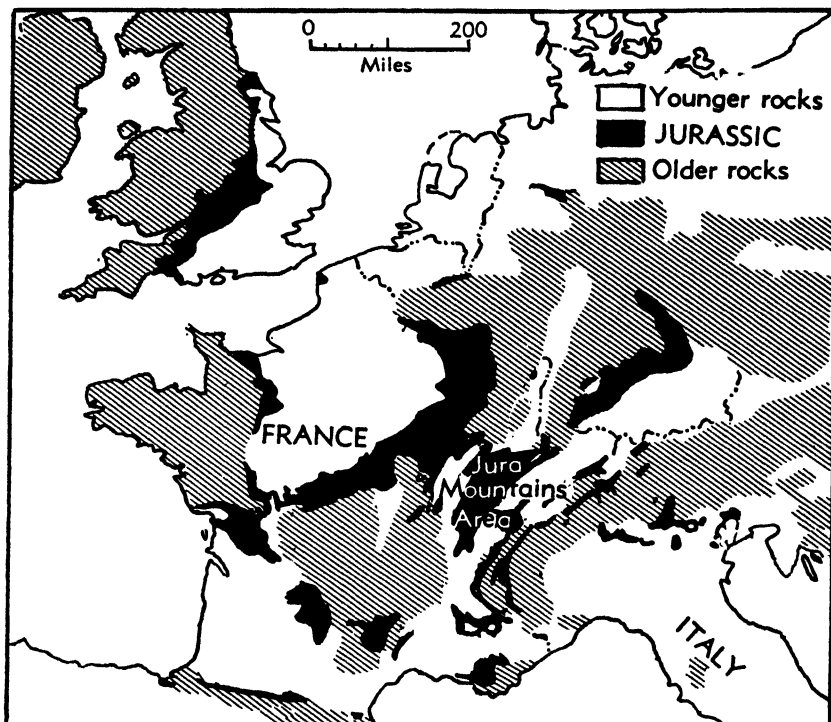 0 200
Miles
Younger rocks
JURASSIC
Older rocks
FRANCE
Jura
Mountains
Area
ITALY